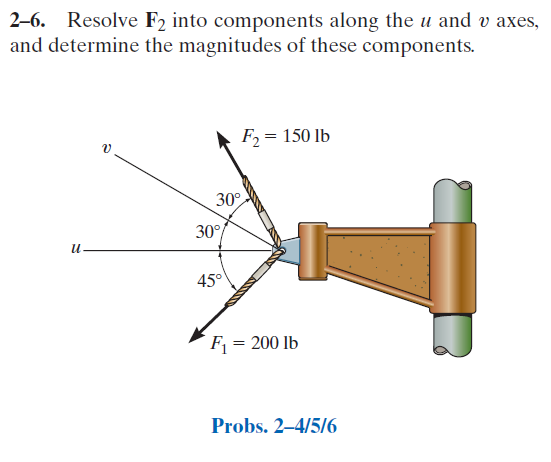 2–6. Resolve F₂ into components along the u and v axes,
and determine the magnitudes of these components.
F₂ = 150 lb
v
30°
30°
u
45°
F₁ = 200 lb
Probs. 2–4/5/6